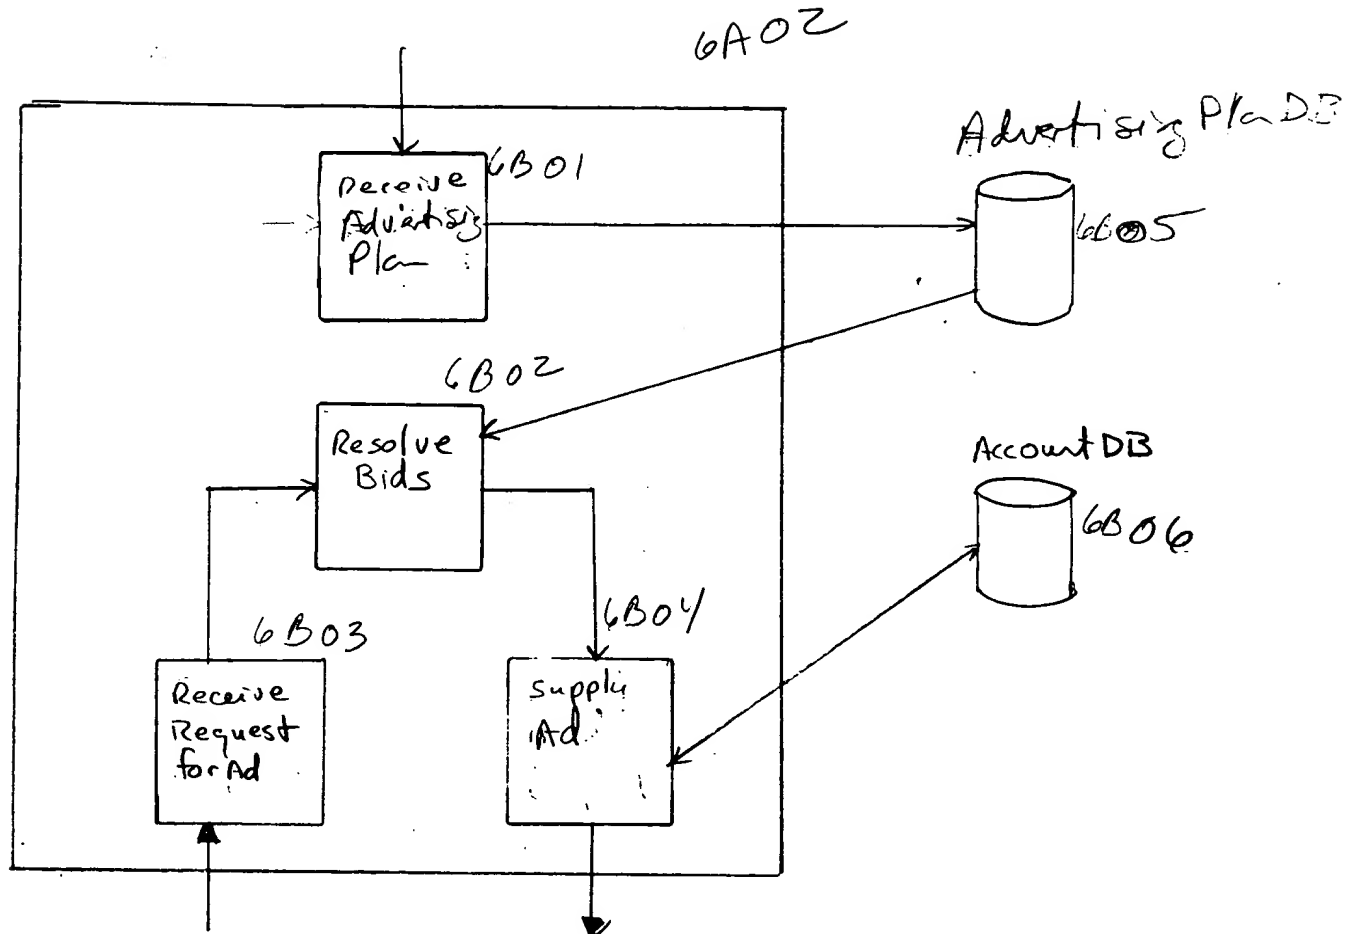 6A02
Advertising Plan DB
6B01
Receive
Advertising
Plan
6B05
6B02
Resolve
Bids
Account DB
6B06
6B03
6B04
Receive
Request
for Ad
Supply
Ad